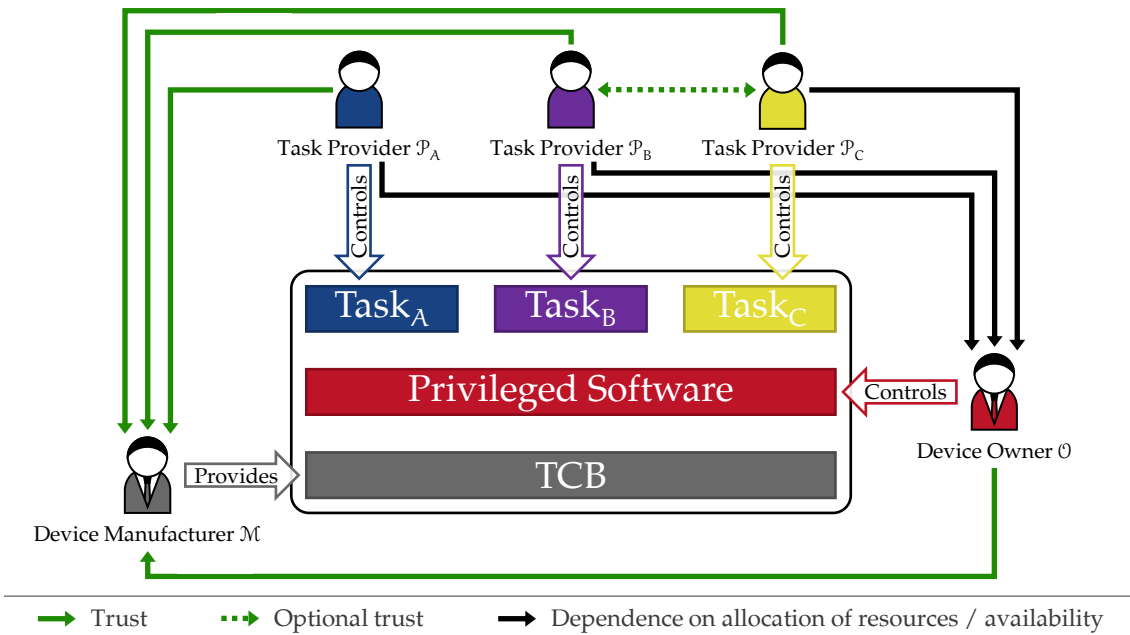 Task Provider 𝒫A
Task Provider 𝒫B
Task Provider 𝒫C
Controls
Controls
Controls
TaskA
TaskB
TaskC
Privileged Software
Controls
Device Owner 𝒪
Provides
TCB
Device Manufacturer ℳ
Trust
Optional trust
Dependence on allocation of resources / availability